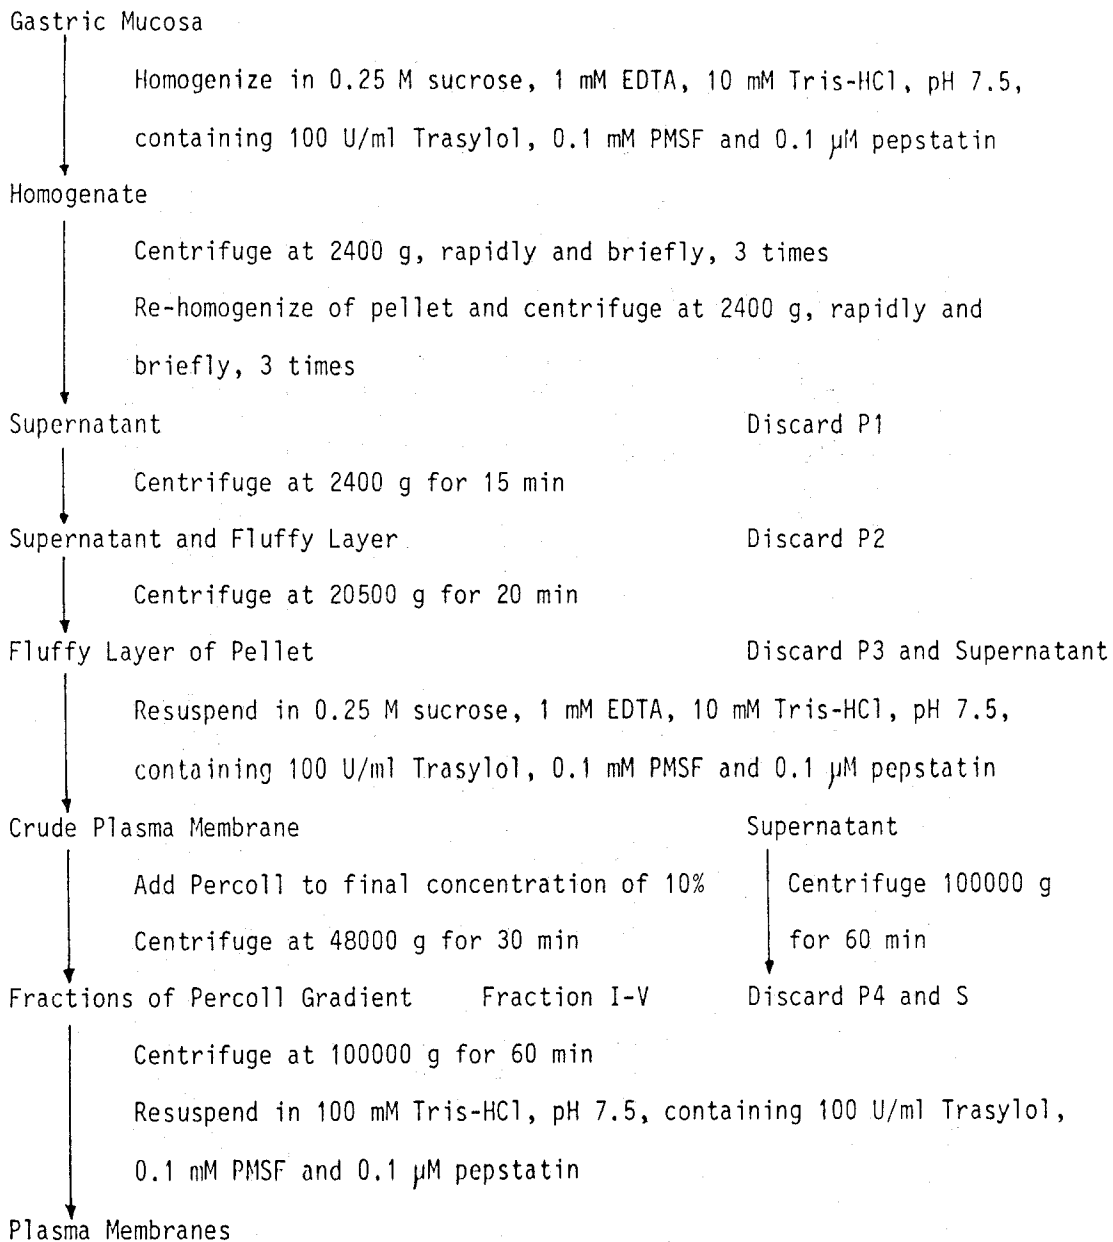 Gastric Mucosa
Homogenize in 0.25 M sucrose, 1 mM EDTA, 10 mM Tris-HCl, pH 7.5,
containing 100 U/ml Trasylol, 0.1 mM PMSF and 0.1 µM pepstatin
Homogenate
Centrifuge at 2400 g, rapidly and briefly, 3 times
Re-homogenize of pellet and centrifuge at 2400 g, rapidly and
briefly, 3 times
Supernatant Discard P1
Centrifuge at 2400 g for 15 min
Supernatant and Fluffy Layer Discard P2
Centrifuge at 20500 g for 20 min
Fluffy Layer of Pellet Discard P3 and Supernatant
Resuspend in 0.25 M sucrose, 1 mM EDTA, 10 mM Tris-HCl, pH 7.5,
containing 100 U/ml Trasylol, 0.1 mM PMSF and 0.1 µM pepstatin
Crude Plasma Membrane Supernatant
Add Percoll to final concentration of 10% Centrifuge 100000 g
Centrifuge at 48000 g for 30 min for 60 min
Fractions of Percoll Gradient Fraction I-V Discard P4 and S
Centrifuge at 100000 g for 60 min
Resuspend in 100 mM Tris-HCl, pH 7.5, containing 100 U/ml Trasylol,
0.1 mM PMSF and 0.1 µM pepstatin
Plasma Membranes